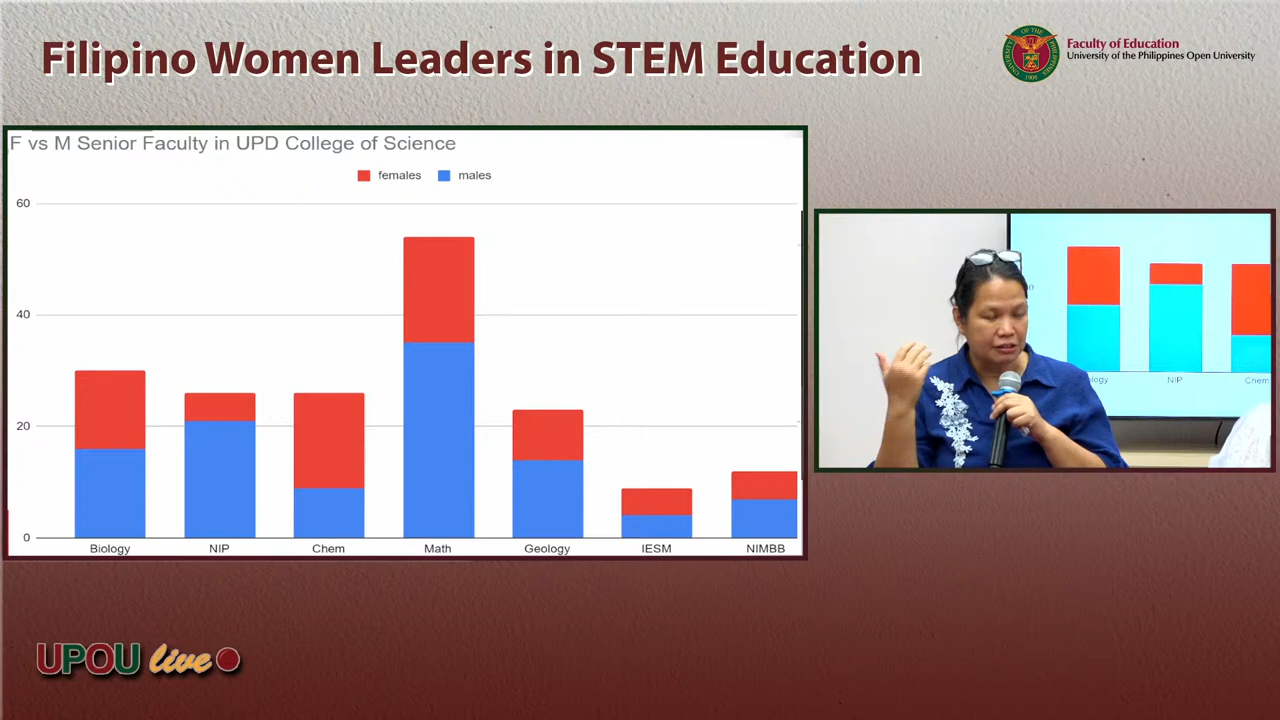 Filipino Women Leaders in STEM Education
Faculty of Education
University of the Philippines Open University
F vs M Senior Faculty in UPD College of Science
females
males
60
40
20
0
Biology
NIP
Chem
Math
Geology
IESM
NIMBB
NIP
Chem
UPOU live